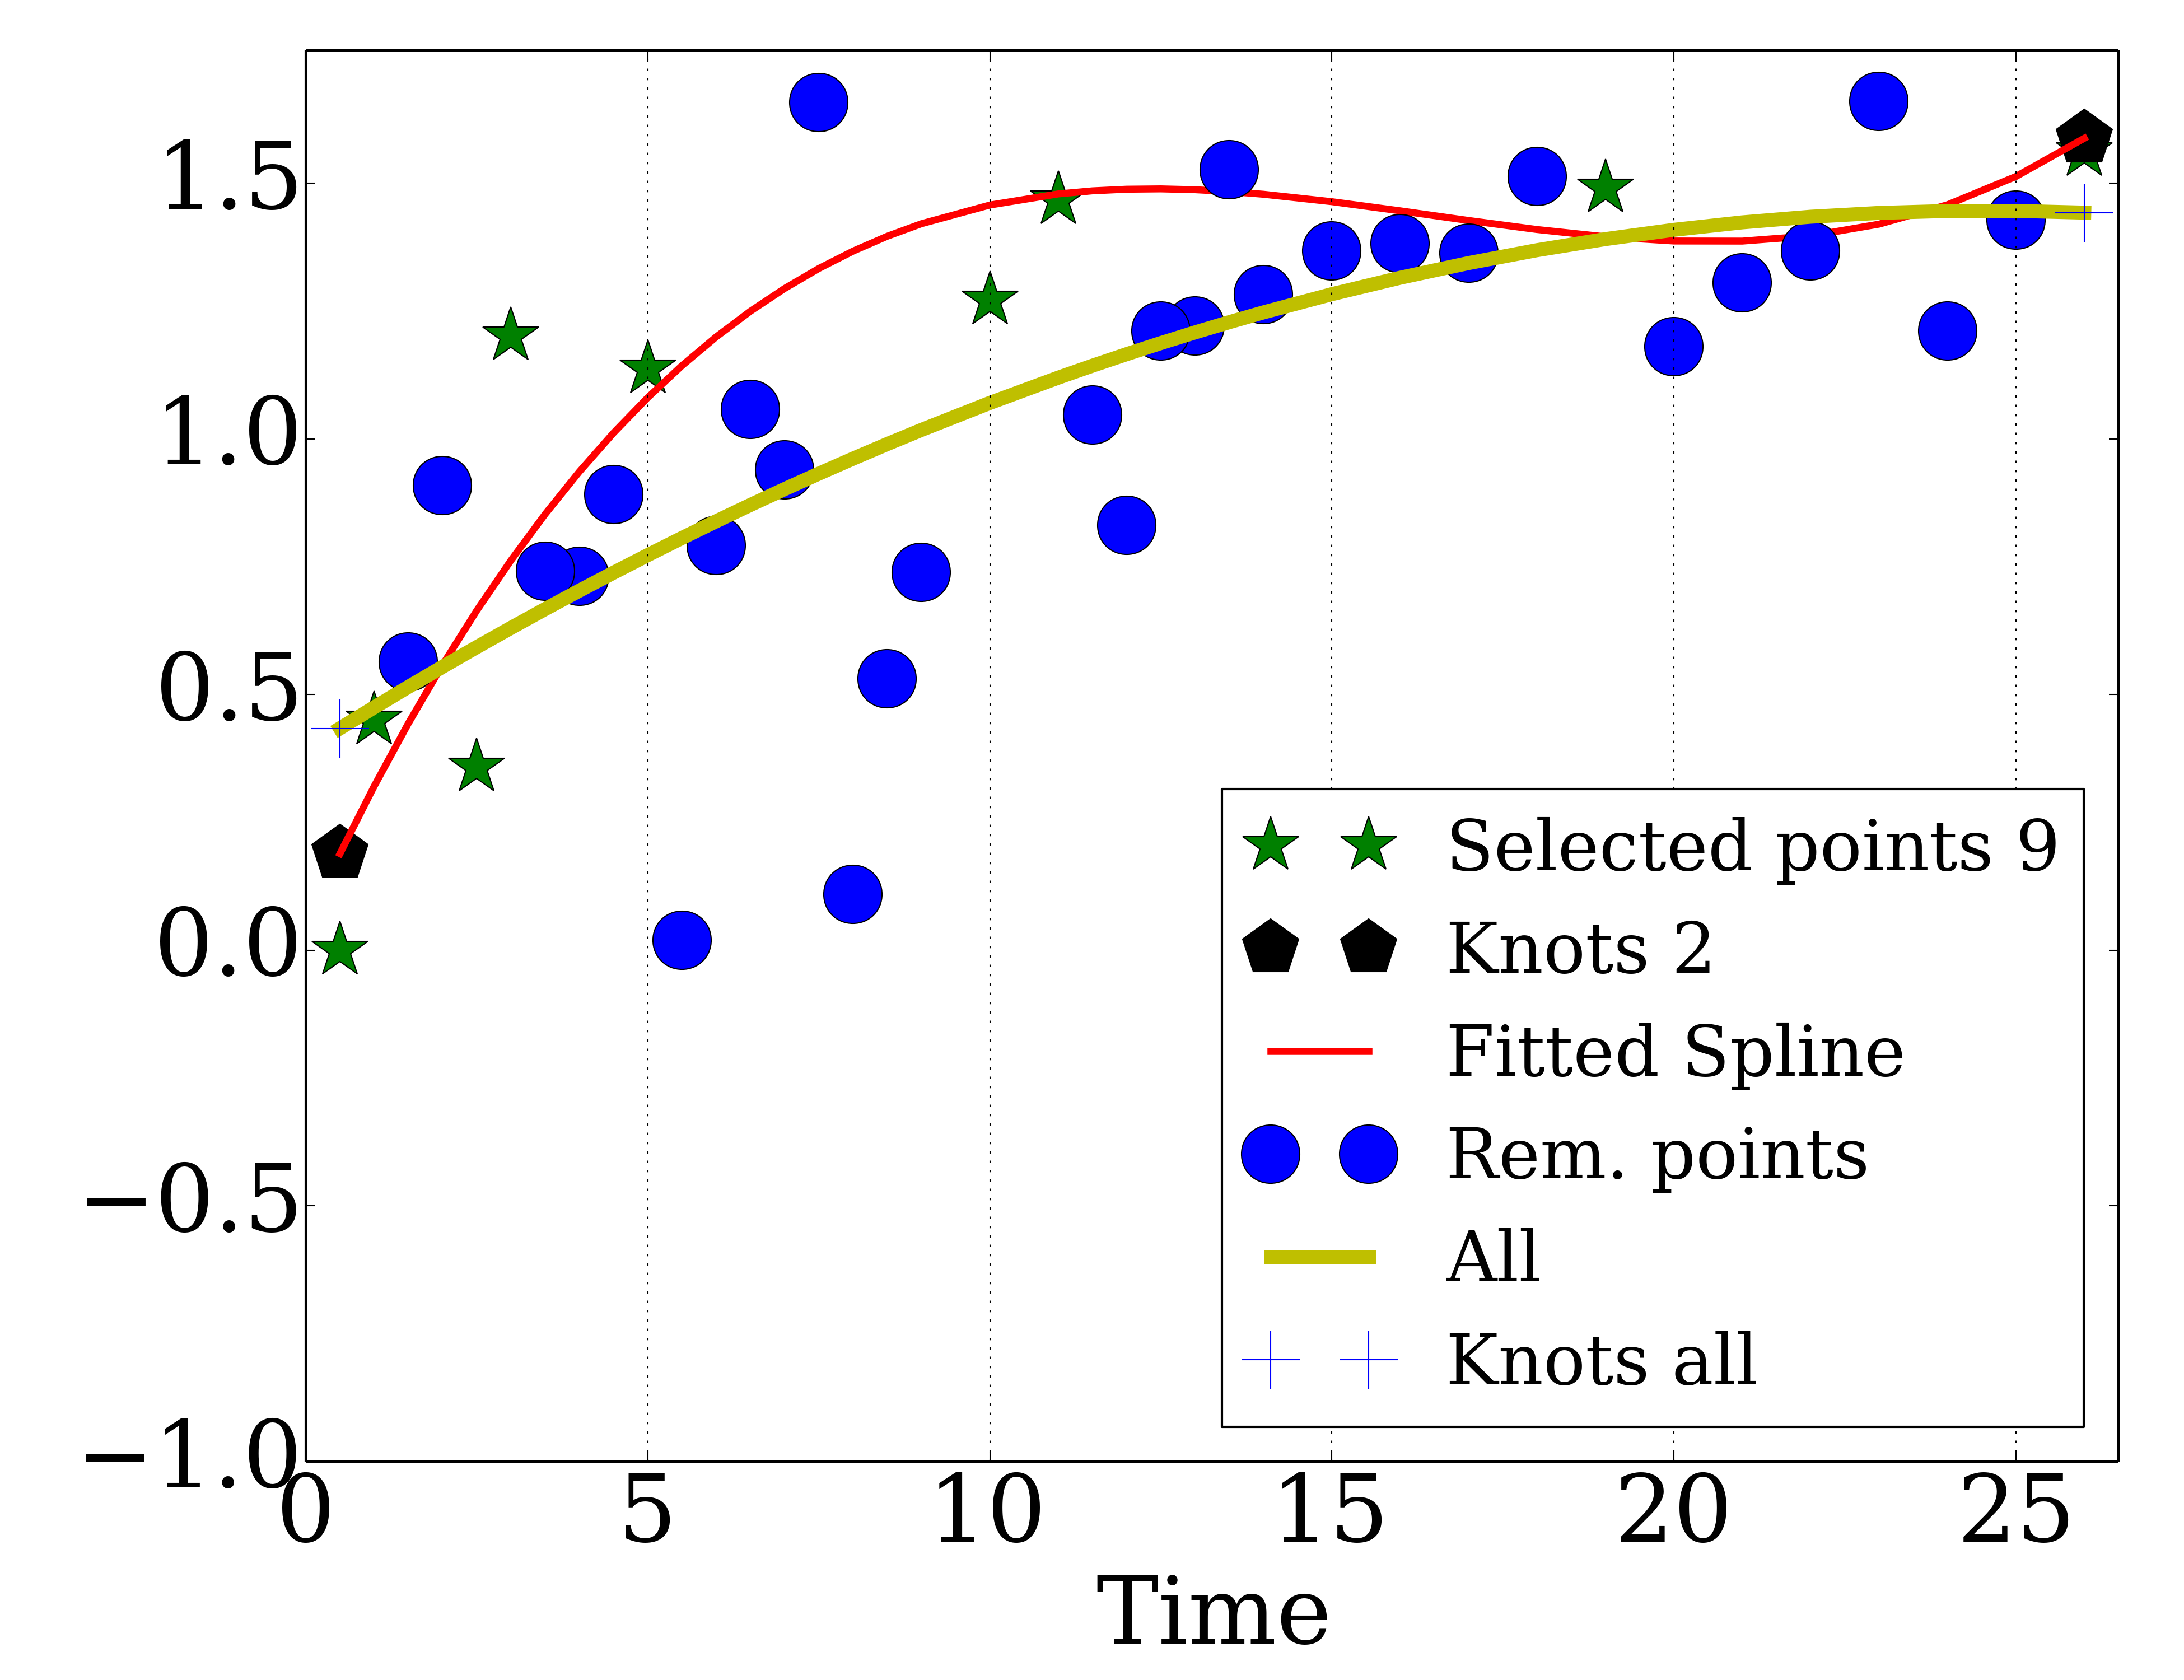 1.5
1.0
0.5
0.0
−0.5
−1.0
Selected points 9
Knots 2
Fitted Spline
Rem. points
All
Knots all
0 5 10 15 20 25
Time